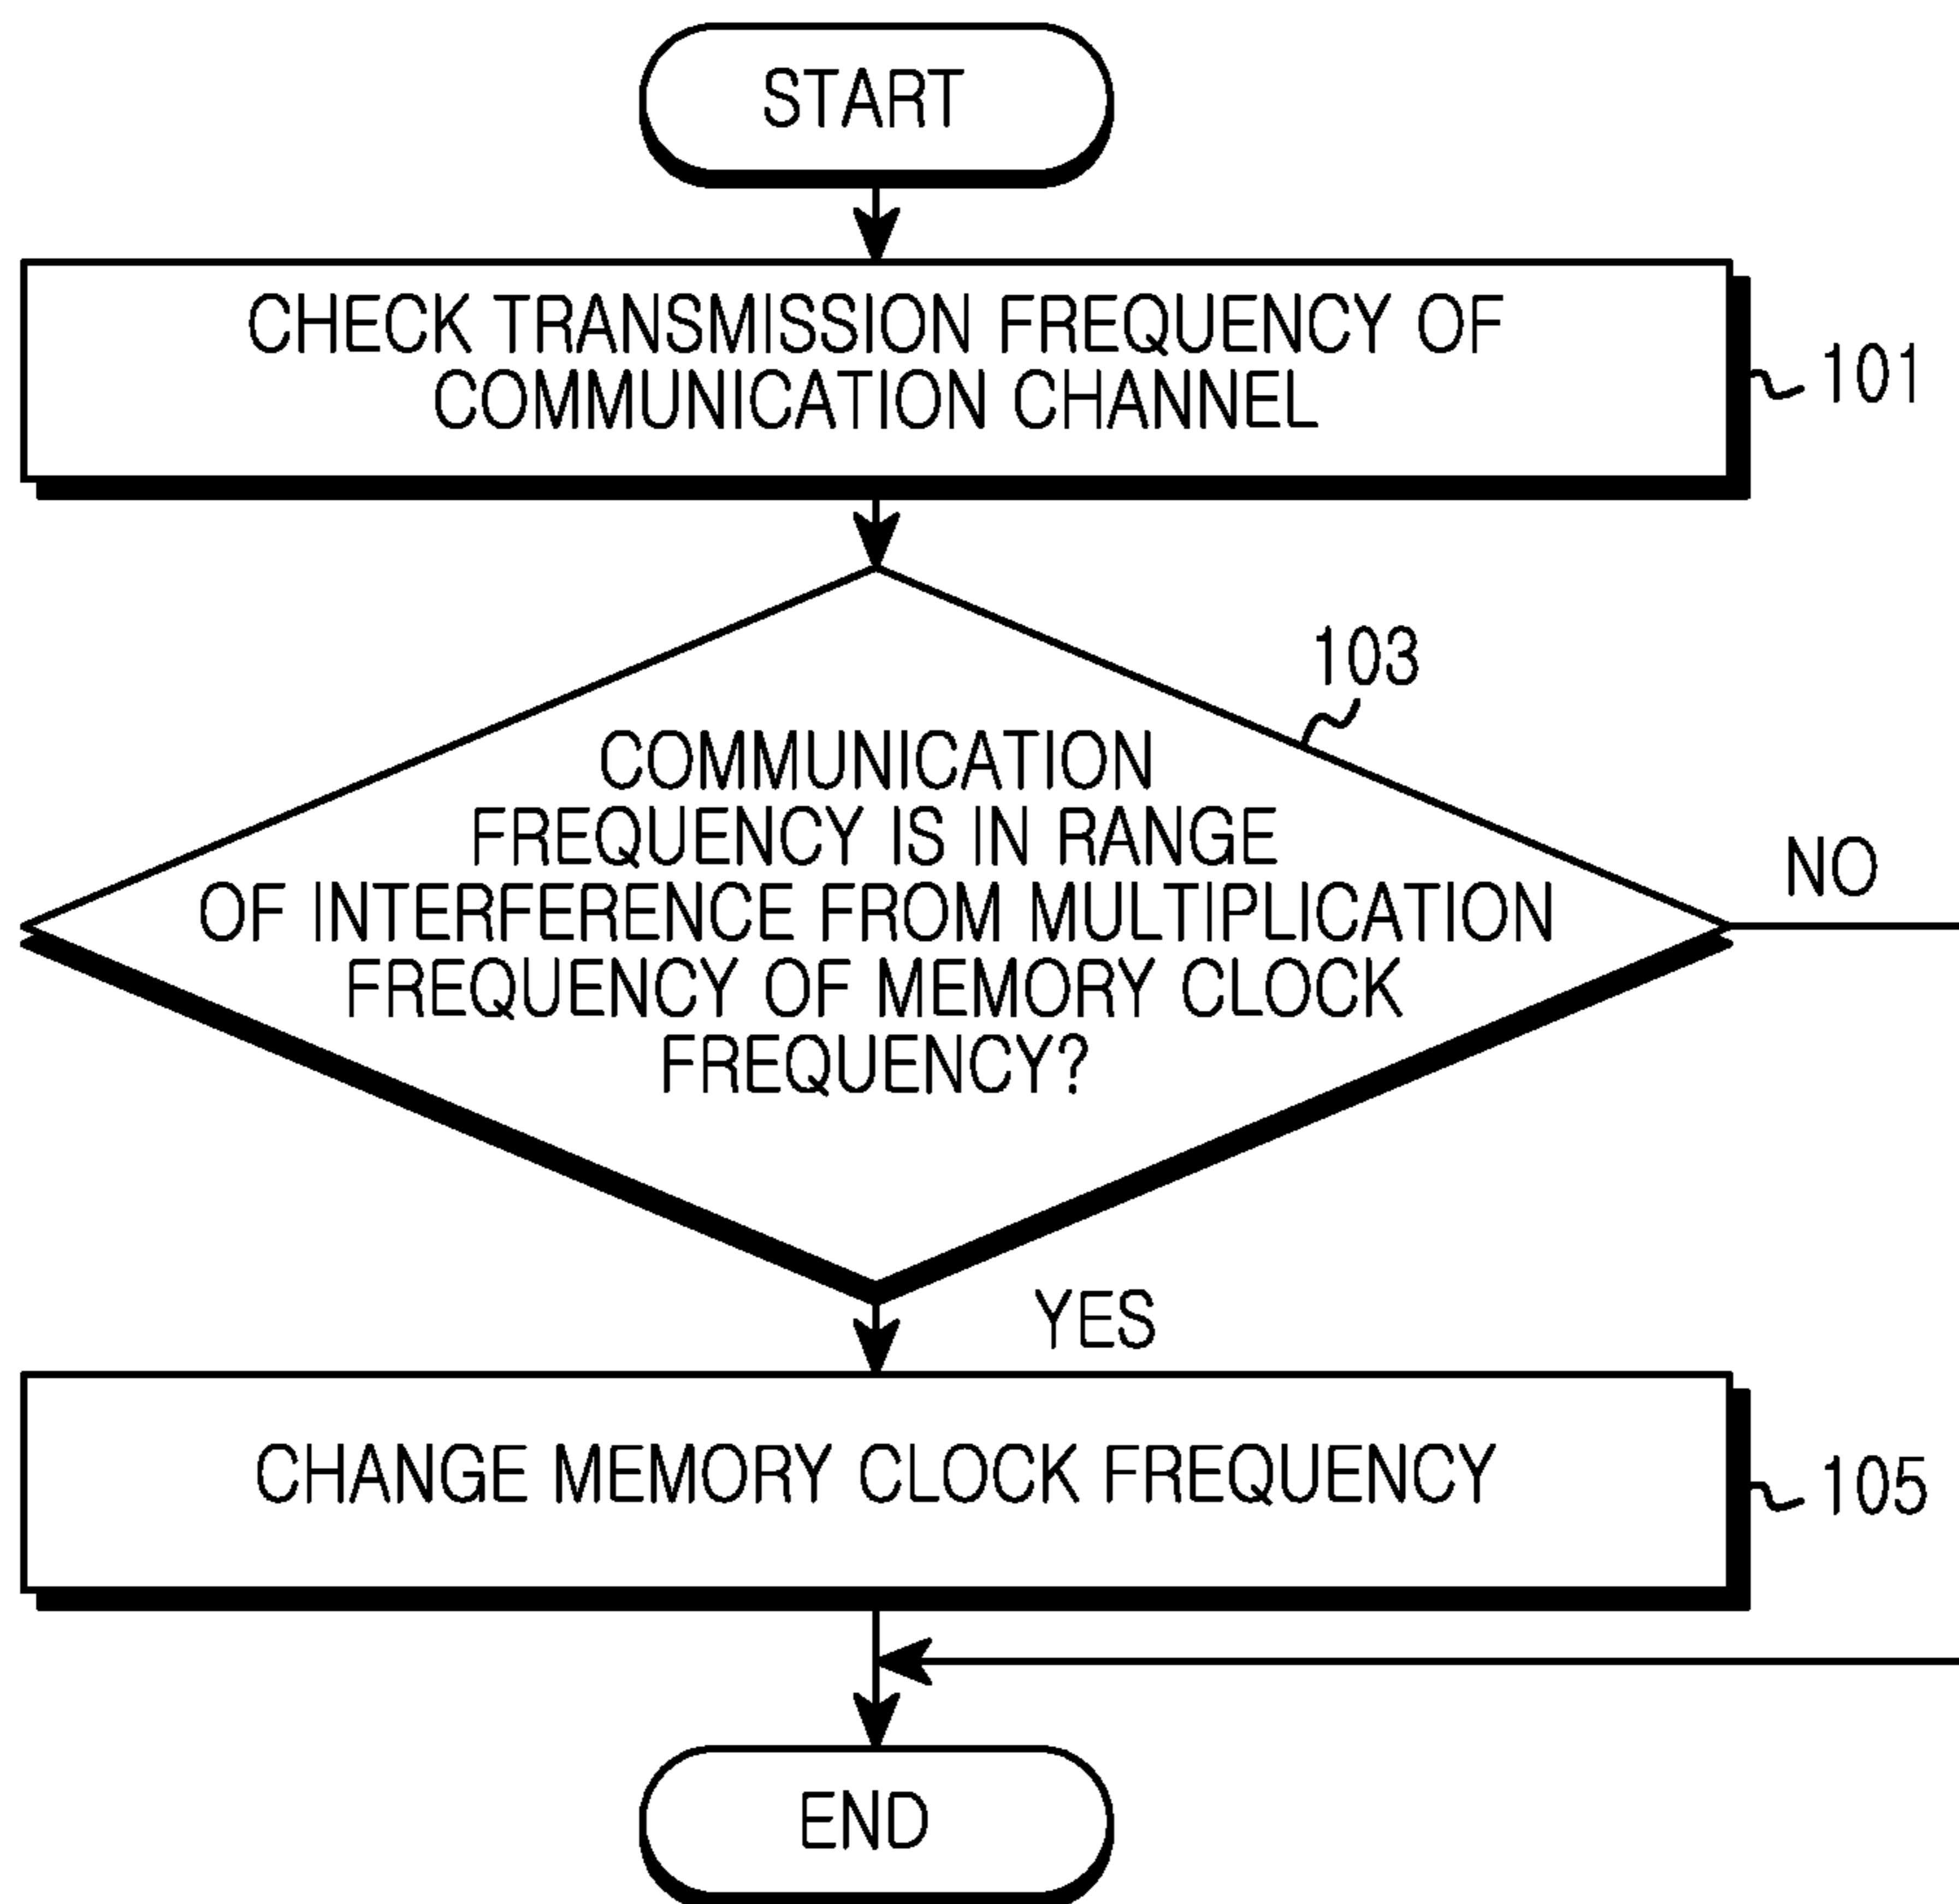 START
CHECK TRANSMISSION FREQUENCY OF
COMMUNICATION CHANNEL
101
103
COMMUNICATION
FREQUENCY IS IN RANGE
OF INTERFERENCE FROM MULTIPLICATION
FREQUENCY OF MEMORY CLOCK
FREQUENCY?
NO
YES
CHANGE MEMORY CLOCK FREQUENCY
105
END